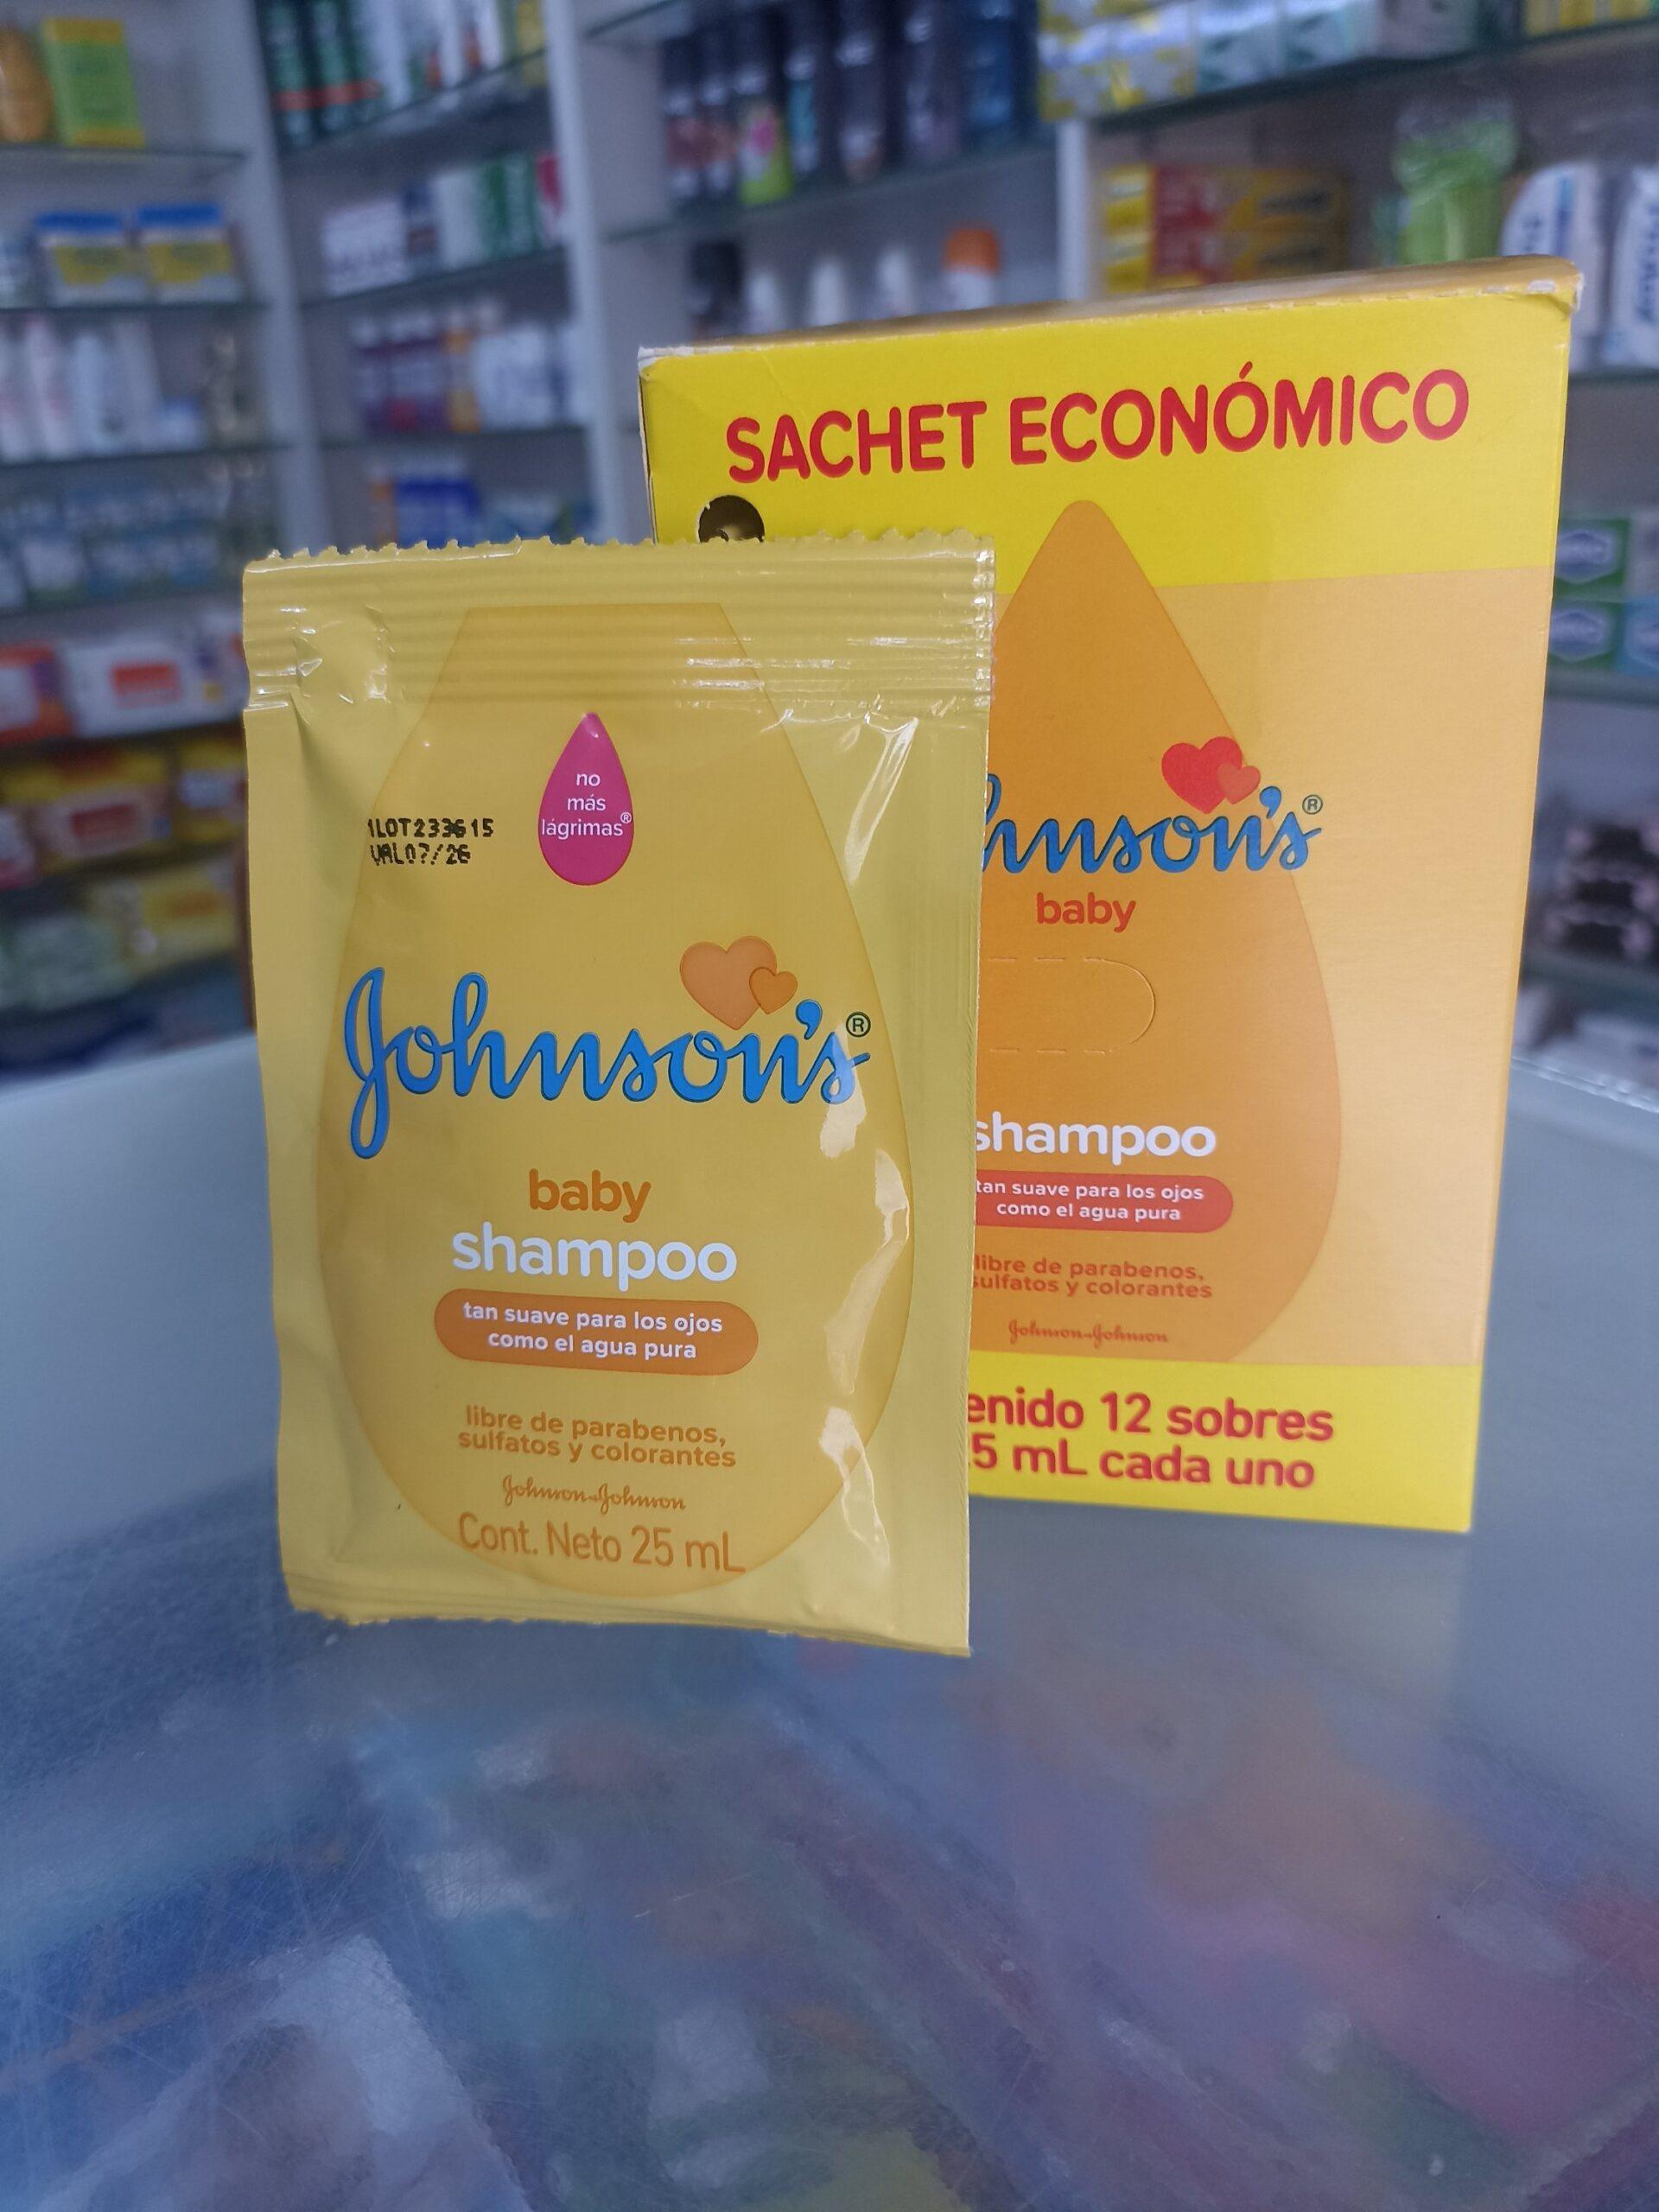 SACHET ECONÓMICO
no
más
lágrimas®
1LOT233615
VAL07/26
Johnson's®
baby
shampoo
tan suave para los ojos
como el agua pura
libre de parabenos,
sulfatos y colorantes
Johnson & Johnson
Cont. Neto 25 mL
hnson's®
baby
shampoo
tan suave para los ojos
como el agua pura
libre de parabenos,
sulfatos y colorantes
Johnson & Johnson
enido 12 sobres
5 mL cada uno